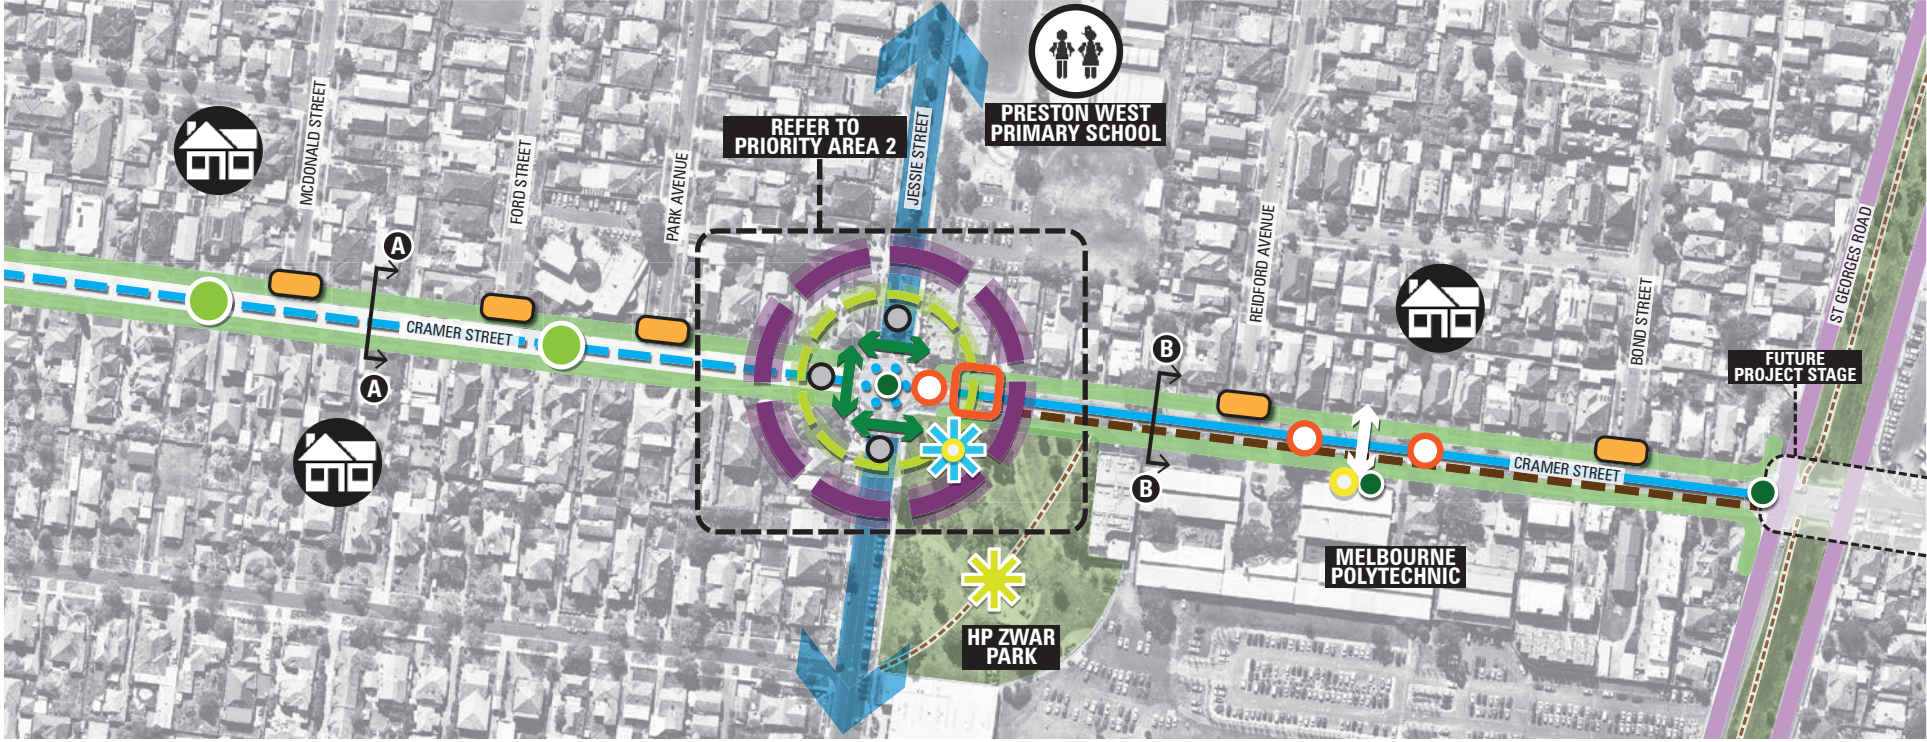 PRESTON WEST
PRIMARY SCHOOL
REFER TO
PRIORITY AREA 2
MCDONALD STREET
FORD STREET
PARK AVENUE
JESSIE STREET
REIDFORD AVENUE
BOND STREET
ST GEORGES ROAD
A
A
CRAMER STREET
B
B
FUTURE
PROJECT STAGE
CRAMER STREET
MELBOURNE
POLYTECHNIC
HP ZWAR
PARK